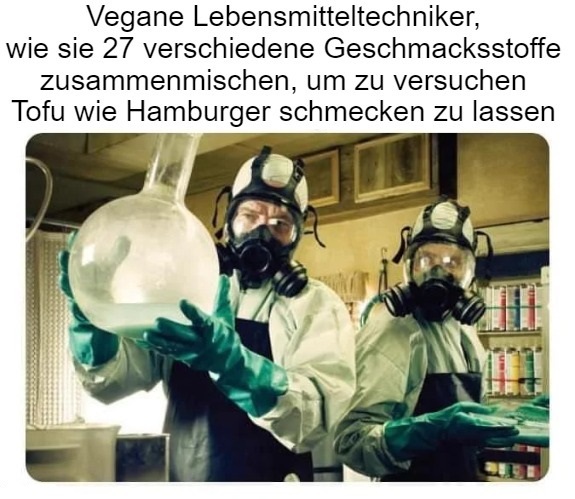 Vegane Lebensmitteltechniker,
wie sie 27 verschiedene Geschmacksstoffe
zusammenmischen, um zu versuchen
Tofu wie Hamburger schmecken zu lassen